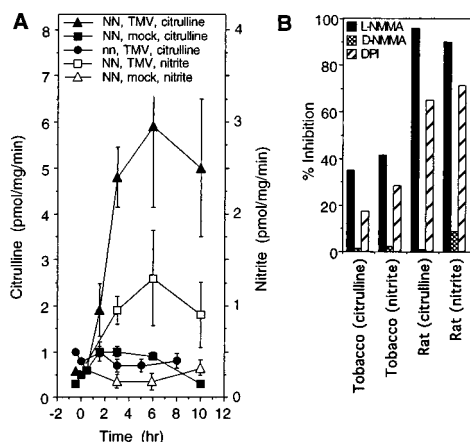 A
NN, TMV, citrulline
NN, mock, citrulline
nn, TMV, citrulline
NN, TMV, nitrite
NN, mock, nitrite
Citrulline (pmol/mg/min)
8
7
6
5
4
3
2
1
0
4
3
2
1
0
Nitrite (pmol/mg/min)
-2 0 2 4 6 8 10 12
Time (hr)
B
L-NMMA
D-NMMA
DPI
% Inhibition
100
80
60
40
20
0
Tobacco (citrulline)
Tobacco (nitrite)
Rat (citrulline)
Rat (nitrite)